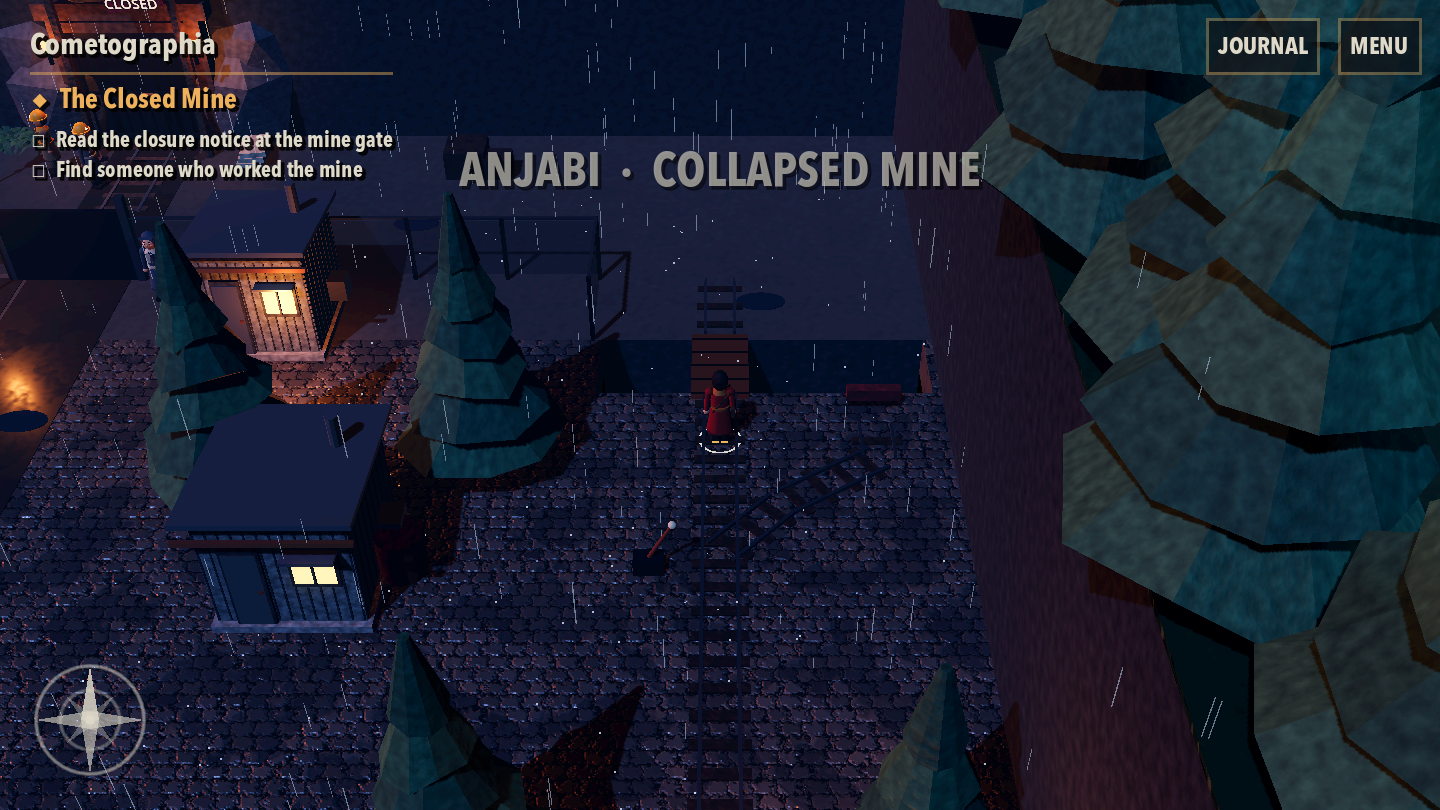 CLOSED
Cometographia
JOURNAL
MENU
The Closed Mine
Read the closure notice at the mine gate
Find someone who worked the mine
ANJABI · COLLAPSED MINE